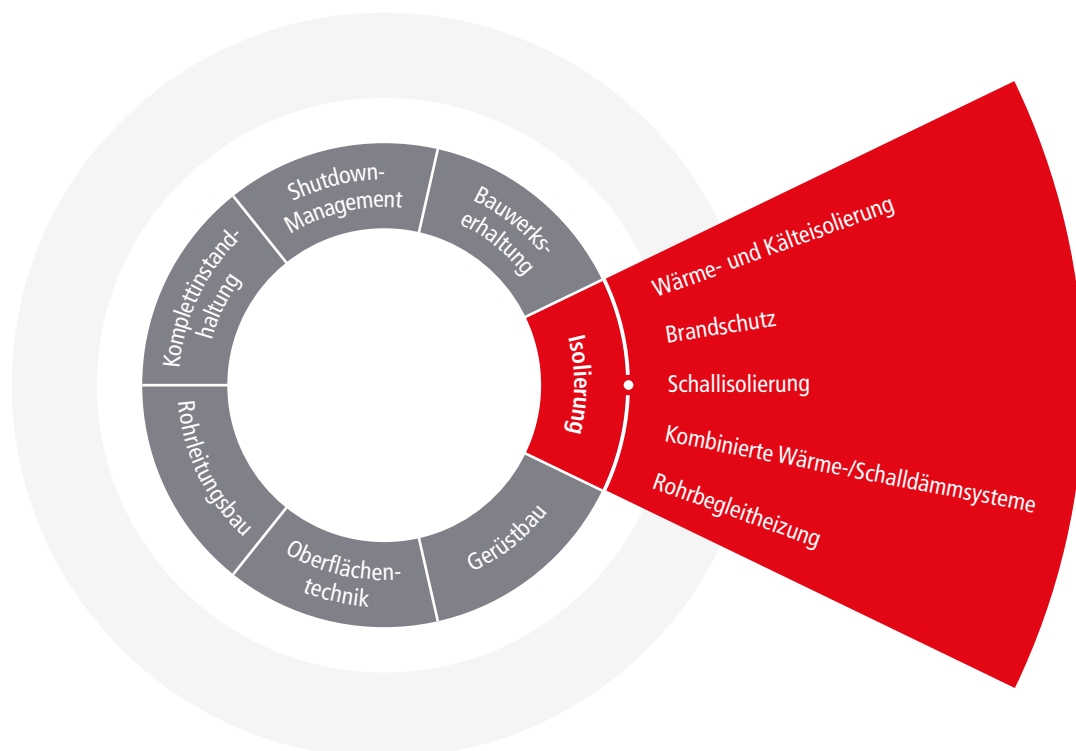 Shutdown-
Management
Bauwerks-
erhaltung
Komplettinstand-
haltung
Isolierung
Wärme- und Kälteisolierung
Brandschutz
Schallisolierung
Kombinierte Wärme-/Schalldämmsysteme
Rohrbegleitheizung
Rohrleitungsbau
Oberflächen-
technik
Gerüstbau